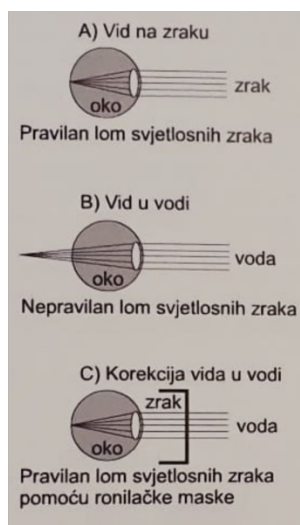 A) Vid na zraku
zrak
oko
Pravilan lom svjetlosnih zraka
B) Vid u vodi
voda
oko
Nepravilan lom svjetlosnih zraka
C) Korekcija vida u vodi
zrak
voda
oko
Pravilan lom svjetlosnih zraka
pomoću ronilačke maske